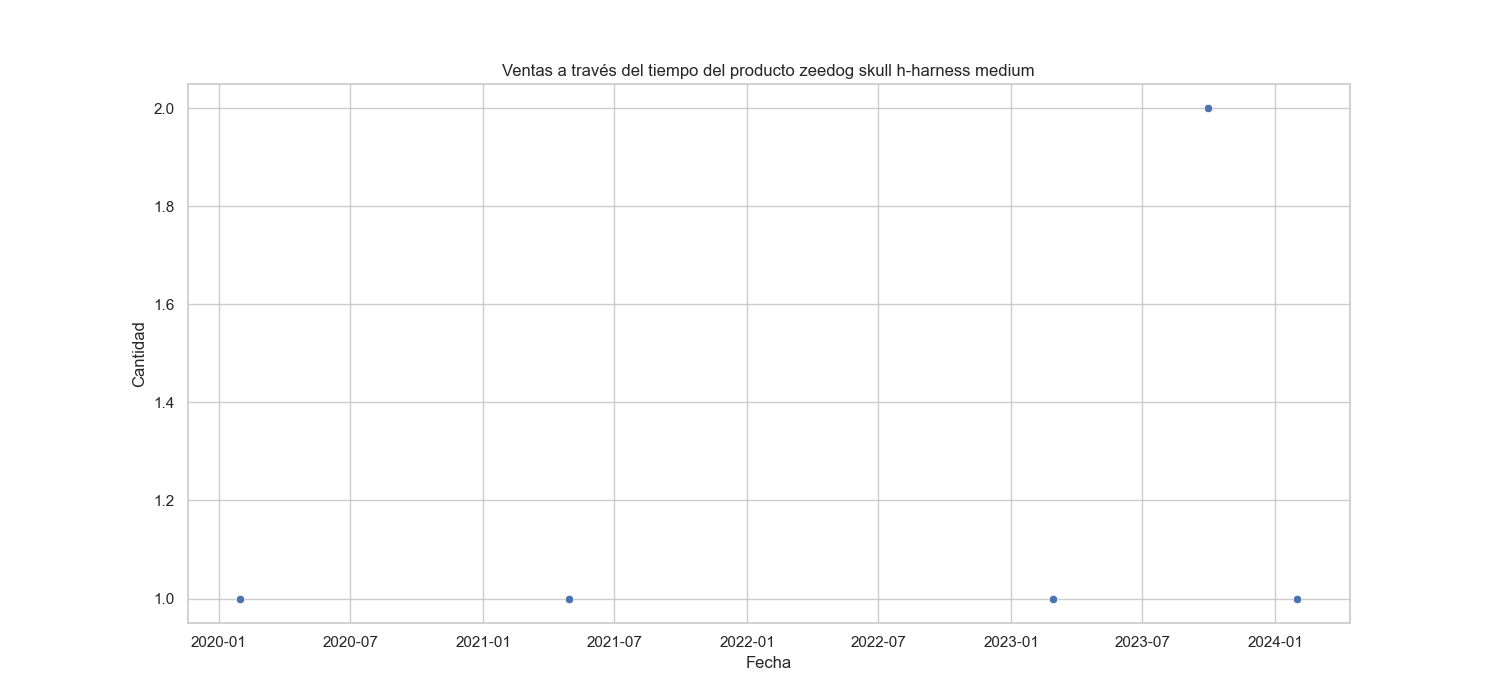 Ventas a través del tiempo del producto zeedog skull h-harness medium
2.0
1.8
1.6
1.4
1.2
1.0
Cantidad
2020-01 2020-07 2021-01 2021-07 2022-01 2022-07 2023-01 2023-07 2024-01
Fecha